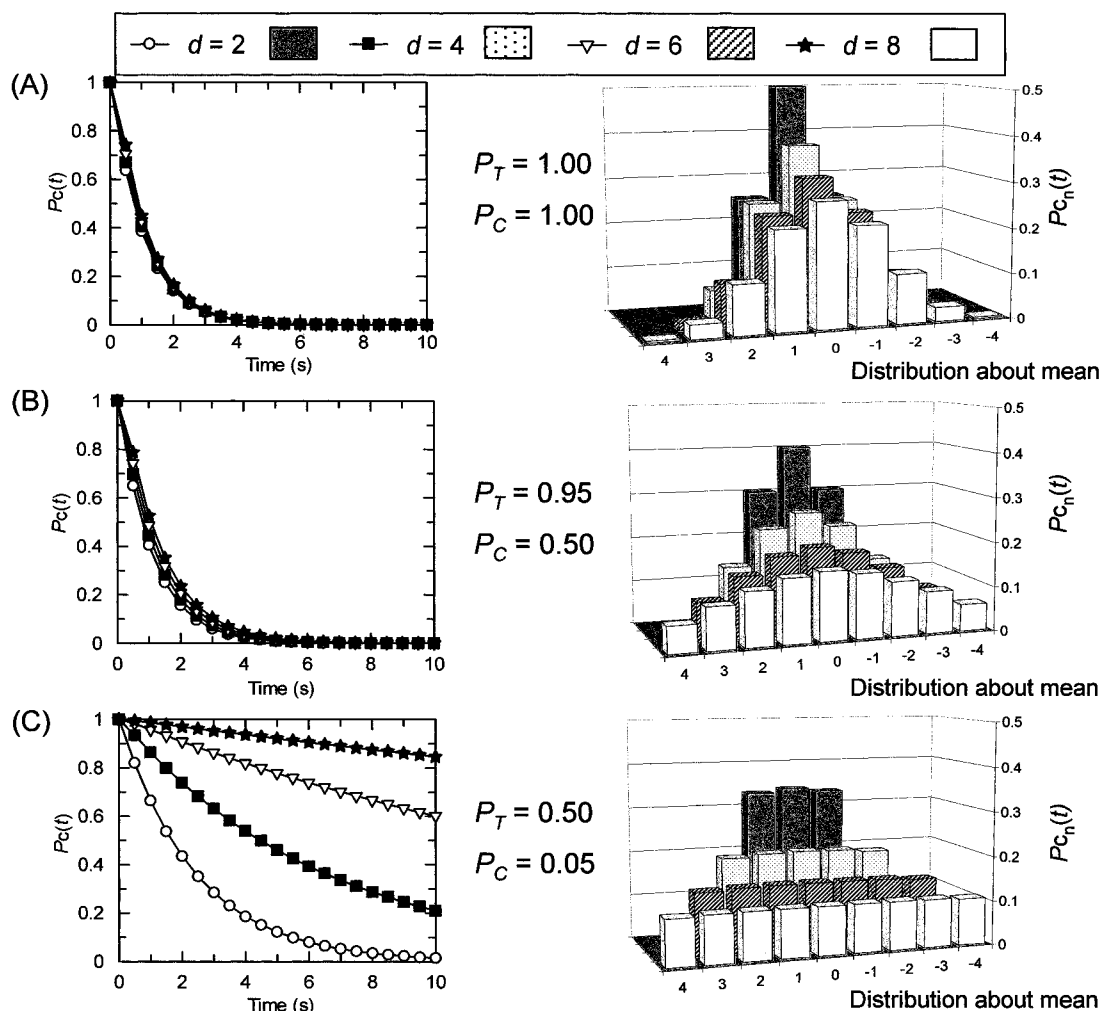 d = 2 d = 4 d = 6 d = 8
(A)
1
0.8
0.6
0.4
0.2
0
Pc(t)
0 2 4 6 8 10
Time (s)
P_T = 1.00
P_C = 1.00
0.5
0.4
0.3
0.2
0.1
0
Pc_n(t)
4 3 2 1 0 -1 -2 -3 -4
Distribution about mean
(B)
1
0.8
0.6
0.4
0.2
0
Pc(t)
0 2 4 6 8 10
Time (s)
P_T = 0.95
P_C = 0.50
0.5
0.4
0.3
0.2
0.1
0
Pc_n(t)
4 3 2 1 0 -1 -2 -3 -4
Distribution about mean
(C)
1
0.8
0.6
0.4
0.2
0
Pc(t)
0 2 4 6 8 10
Time (s)
P_T = 0.50
P_C = 0.05
0.5
0.4
0.3
0.2
0.1
0
Pc_n(t)
4 3 2 1 0 -1 -2 -3 -4
Distribution about mean